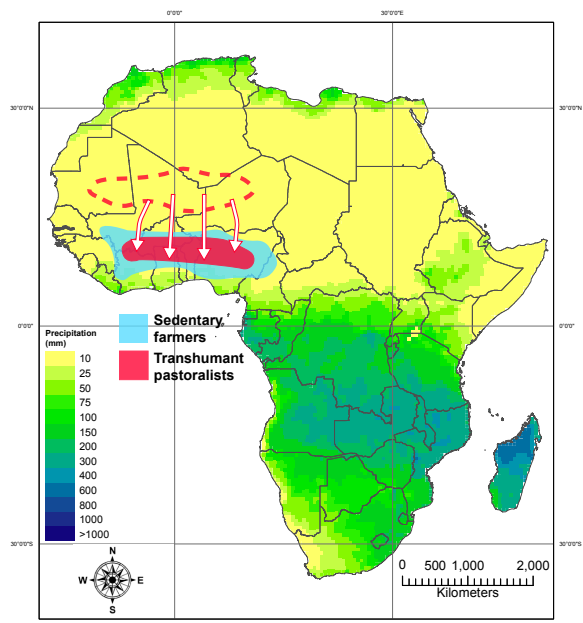 0°0'0"
30°0'0"E
30°0'0"N
30°0'0"N
0°0'0"
0°0'0"
Sedentary
farmers
Transhumant
pastoralists
Precipitation
(mm)
10
25
50
75
100
150
200
300
400
600
800
1000
>1000
30°0'0"S
30°0'0"S
N
W
E
S
0 500 1,000 2,000
Kilometers